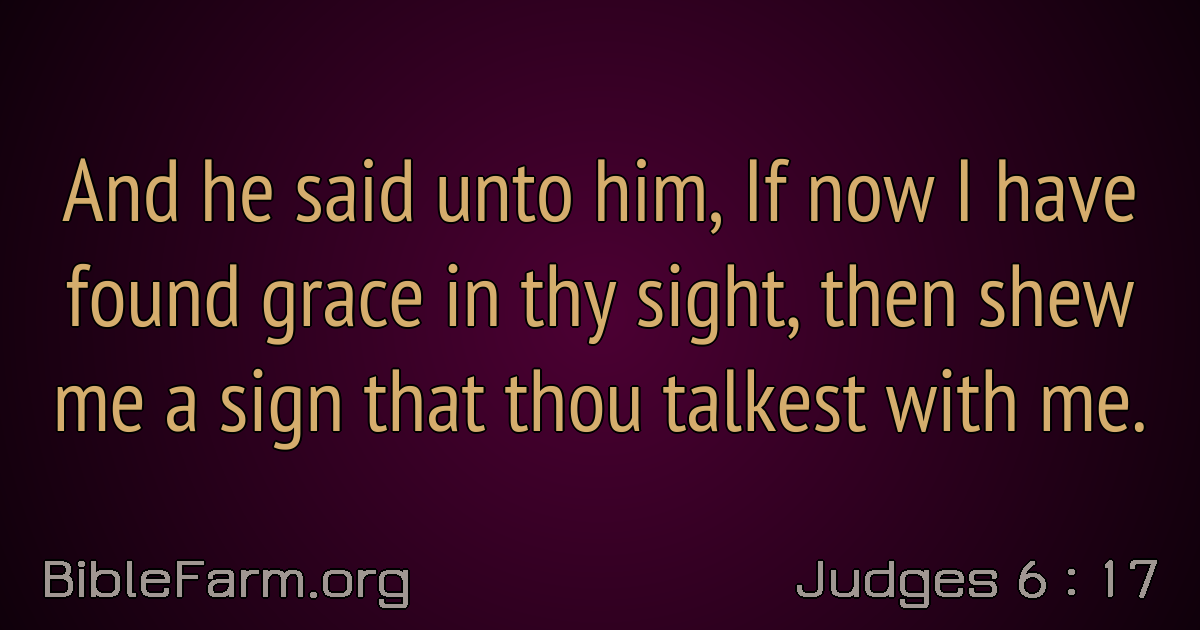 And he said unto him, If now I have
found grace in thy sight, then shew
me a sign that thou talkest with me.
BibleFarm.org
Judges 6 : 17